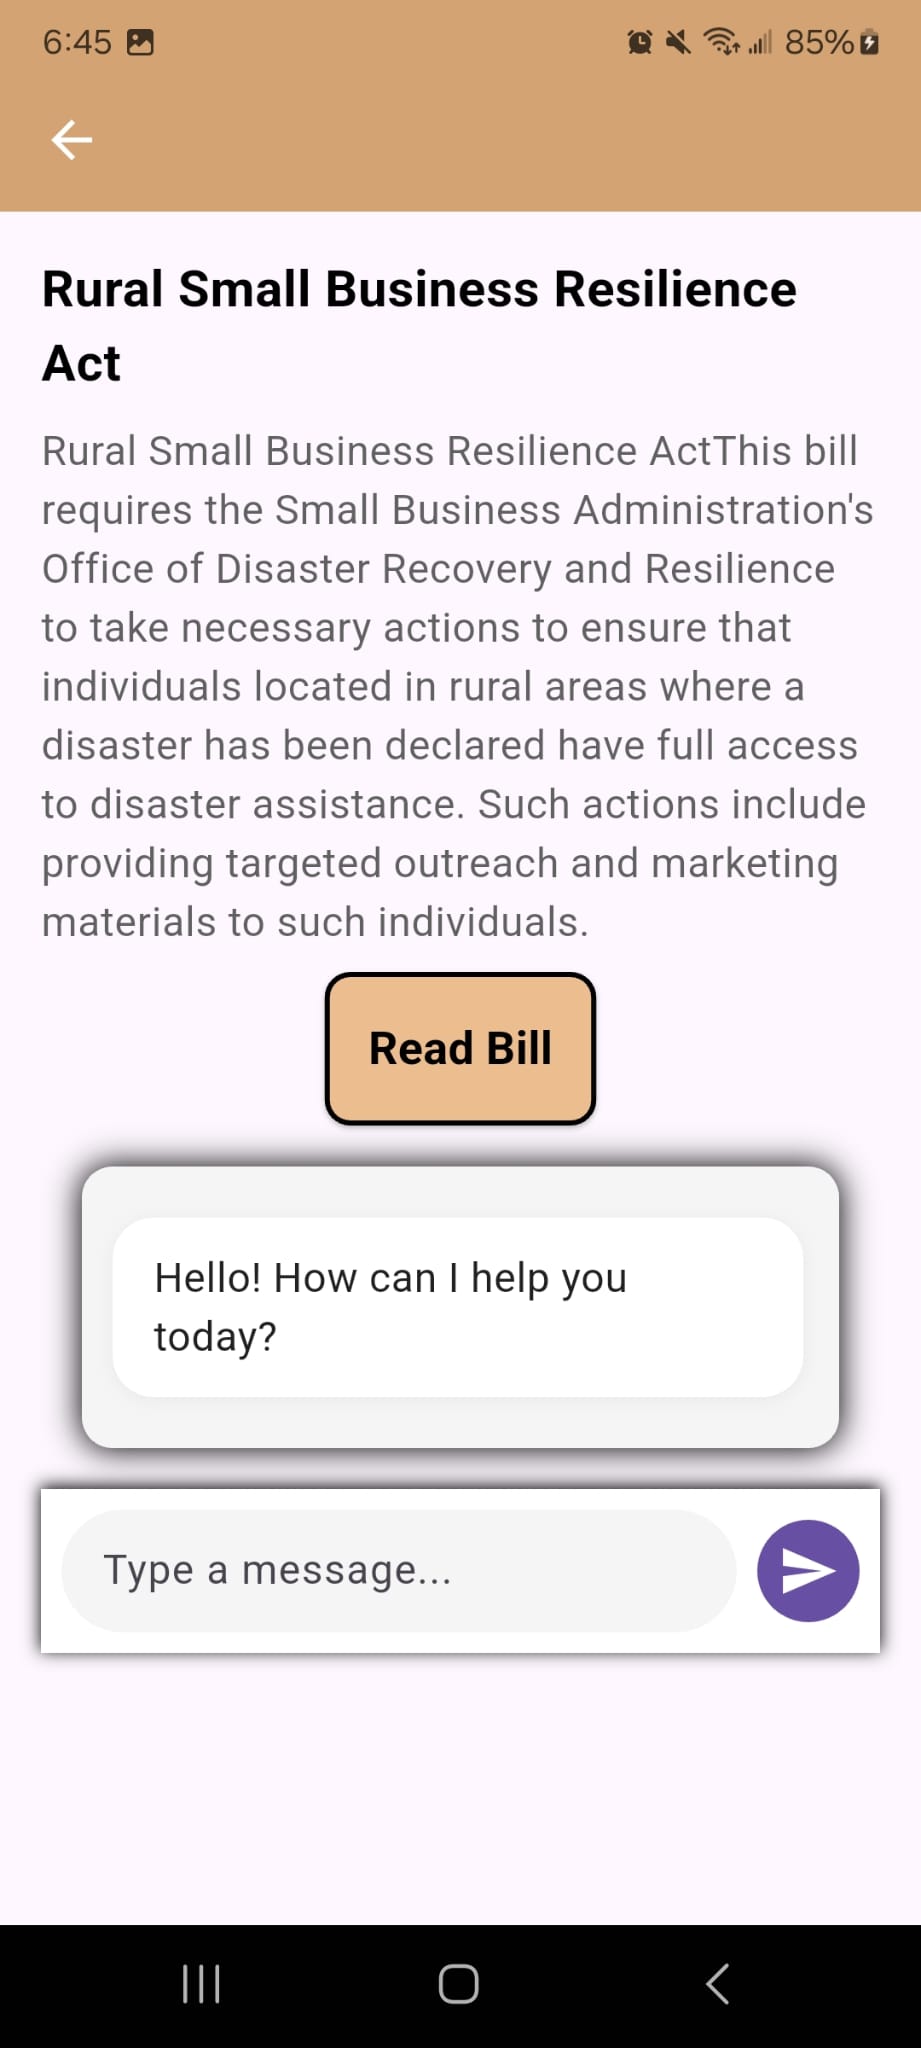 6:45
85%
Rural Small Business Resilience
Act
Rural Small Business Resilience ActThis bill
requires the Small Business Administration's
Office of Disaster Recovery and Resilience
to take necessary actions to ensure that
individuals located in rural areas where a
disaster has been declared have full access
to disaster assistance. Such actions include
providing targeted outreach and marketing
materials to such individuals.
Read Bill
Hello! How can I help you
today?
Type a message...